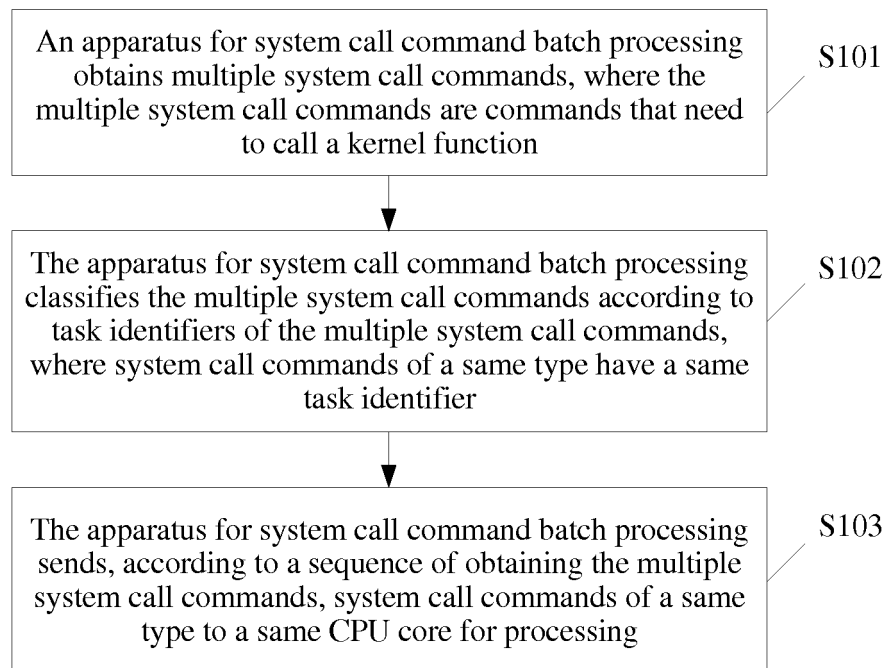 An apparatus for system call command batch processing
obtains multiple system call commands, where the
multiple system call commands are commands that need
to call a kernel function
S101
The apparatus for system call command batch processing
classifies the multiple system call commands according to
task identifiers of the multiple system call commands,
where system call commands of a same type have a same
task identifier
S102
The apparatus for system call command batch processing
sends, according to a sequence of obtaining the multiple
system call commands, system call commands of a same
type to a same CPU core for processing
S103